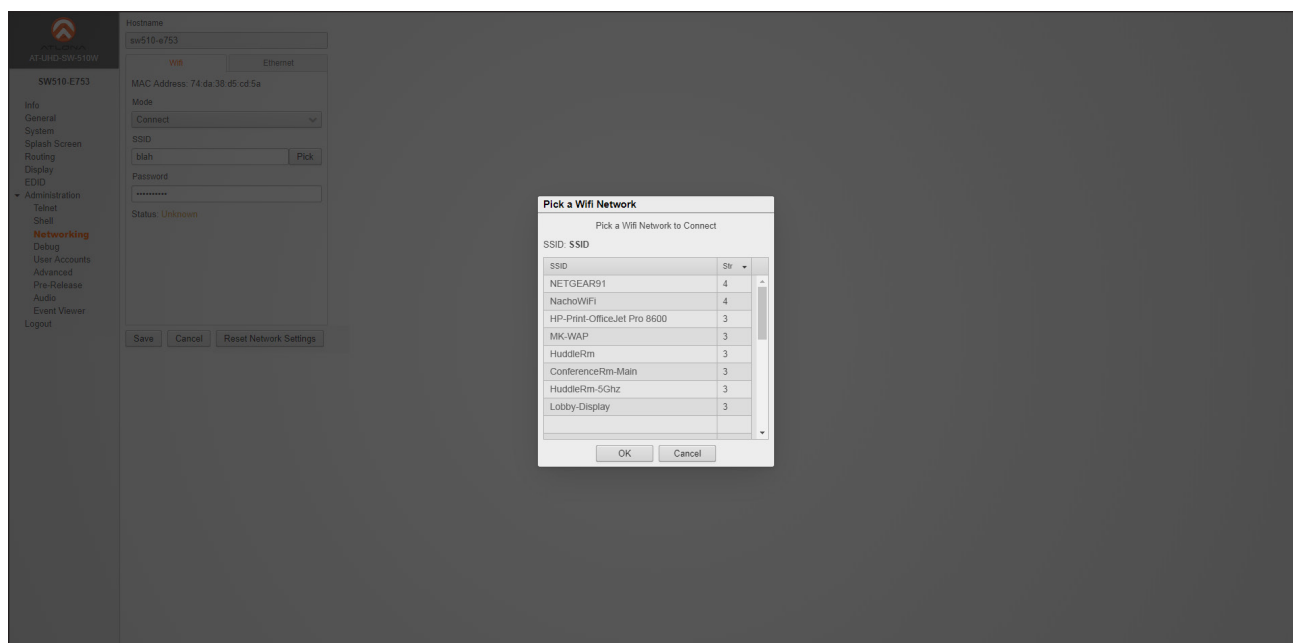 Hostname
sw510-e753
ATLONA
AT-UHD-SW-510W
SW510-E753
Info
General
System
Splash Screen
Routing
Display
EDID
Administration
Telnet
Shell
Networking
Debug
User Accounts
Advanced
Pre-Release
Audio
Event Viewer
Logout
Wifi Ethernet
MAC Address: 74:da:38:d5:cd:5a
Mode
Connect
SSID
blah Pick
Password
••••••••••
Status: Unknown
Save Cancel Reset Network Settings
Pick a Wifi Network
Pick a Wifi Network to Connect
SSID: SSID
SSID Str
NETGEAR91 4
NachoWiFi 4
HP-Print-OfficeJet Pro 8600 3
MK-WAP 3
HuddleRm 3
ConferenceRm-Main 3
HuddleRm-5Ghz 3
Lobby-Display 3
OK Cancel